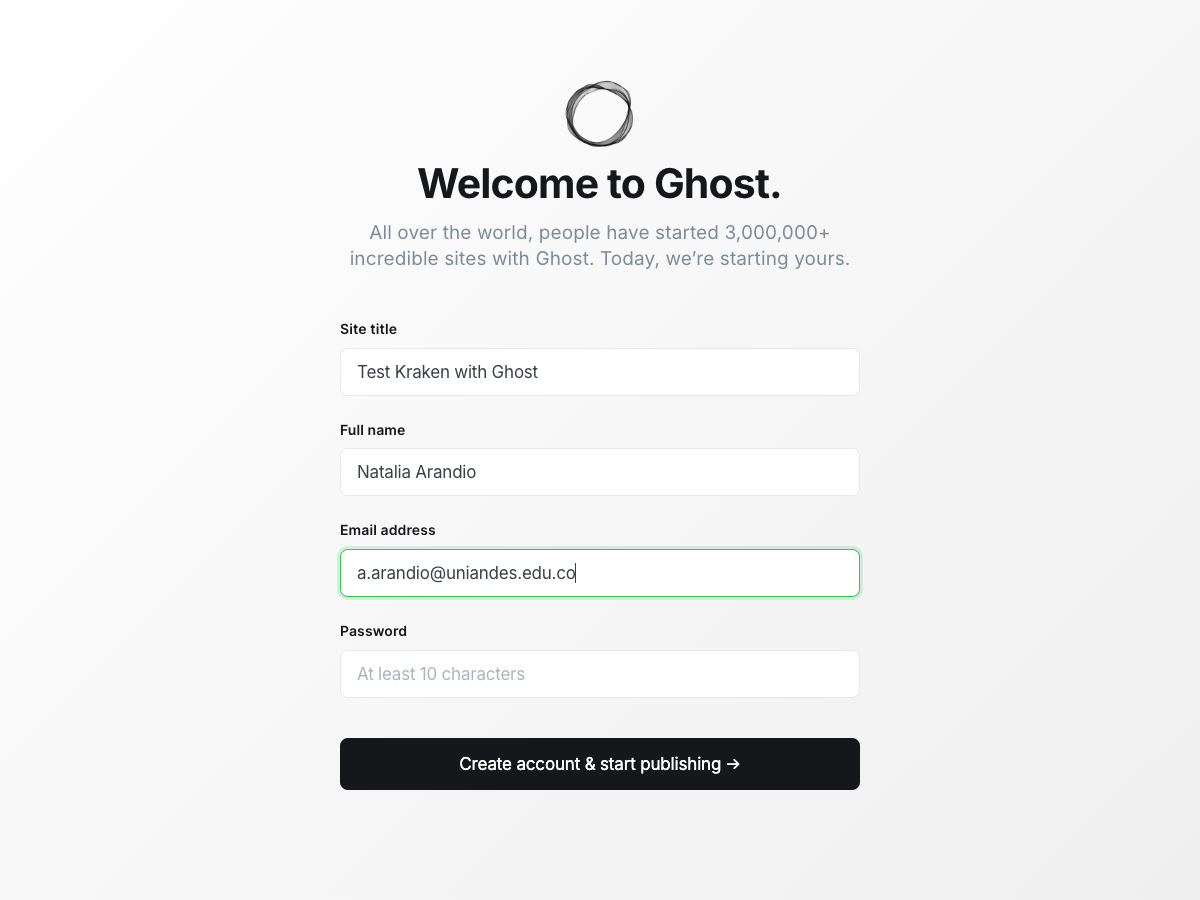 Welcome to Ghost.
All over the world, people have started 3,000,000+
incredible sites with Ghost. Today, we’re starting yours.
Site title
Test Kraken with Ghost
Full name
Natalia Arandio
Email address
a.arandio@uniandes.edu.co
Password
At least 10 characters
Create account & start publishing →